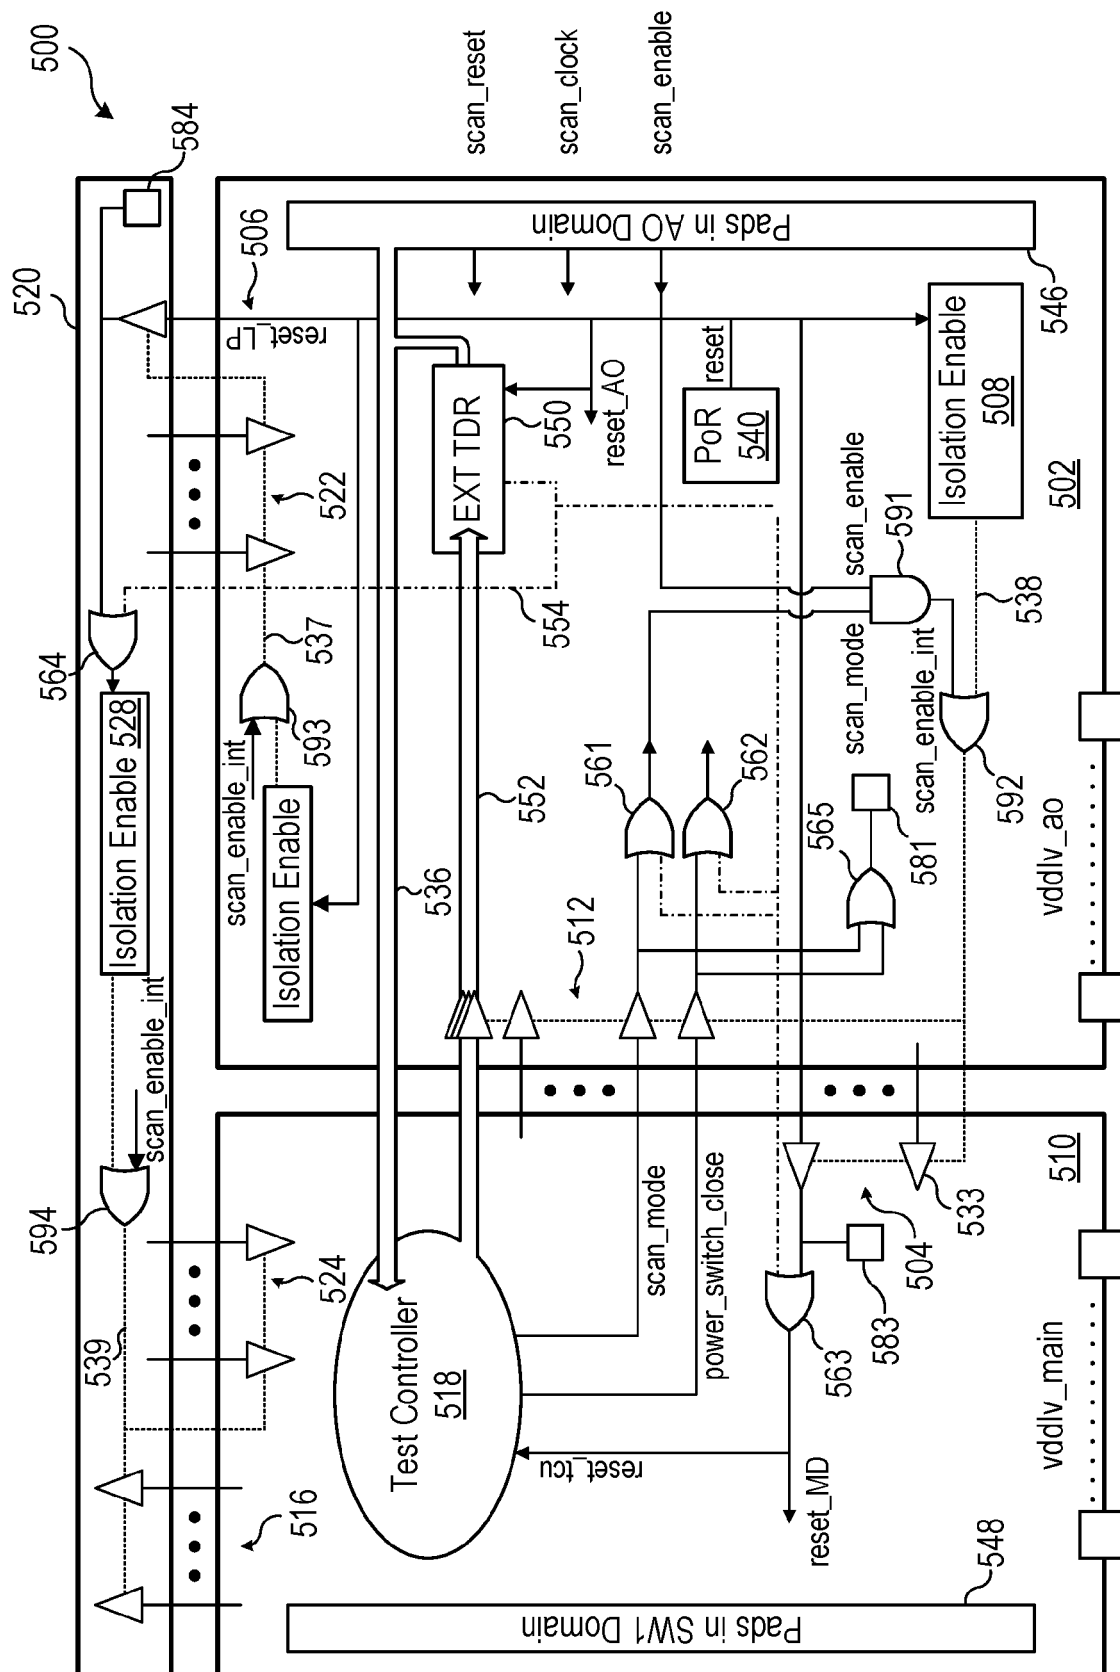 500
520
584
564
Isolation Enable 528
scan_enable_int
594
539
516
524
506
reset_LP
522
537
593
scan_enable_int
Isolation Enable
scan_reset
scan_clock
scan_enable
Pads in AO Domain
546
EXT TDR
550
reset_AO
552
554
536
PoR
540
reset
Isolation Enable
508
502
scan_enable
591
538
scan_mode
scan_enable_int
592
561
562
565
581
512
vddlv_ao
Test Controller
518
scan_mode
power_switch_close
reset_tcu
reset_MD
563
583
504
533
510
vddlv_main
Pads in SW1 Domain
548